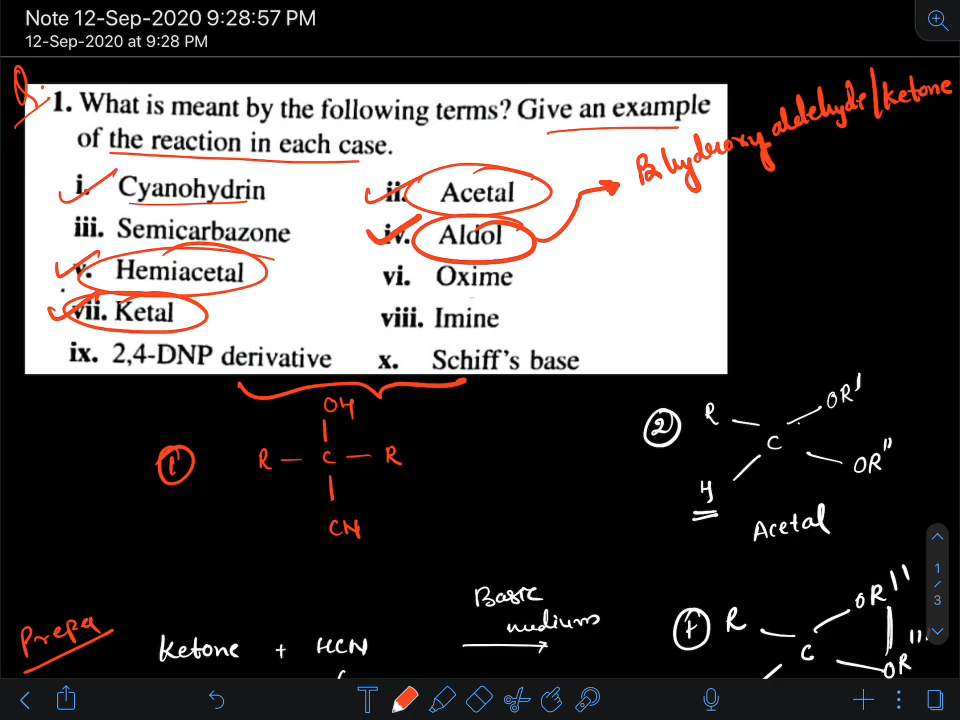 Note 12-Sep-2020 9:28:57 PM
12-Sep-2020 at 9:28 PM
Q.
1. What is meant by the following terms? Give an example
of the reaction in each case.
i. Cyanohydrin
ii. Acetal
iii. Semicarbazone
iv. Aldol
v. Hemiacetal
vi. Oxime
vii. Ketal
viii. Imine
ix. 2,4-DNP derivative
x. Schiff's base
hydroxy aldehyde/ketone
1
OH
R — C — R
CN
2
R
OR'
C
OR"
H
Acetal
Prepa
Ketone + HCN
Basic
mediums
7
R
OR"
C
OR"'
1
/
3
T